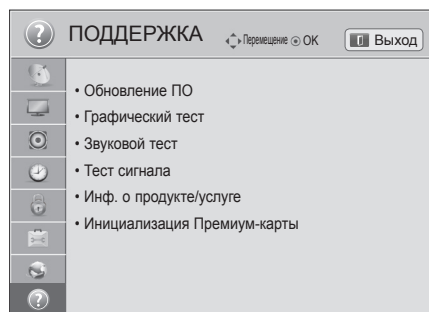 ПОДДЕРЖКА Перемещение OK Выход
• Обновление ПО
• Графический тест
• Звуковой тест
• Тест сигнала
• Инф. о продукте/услуге
• Инициализация Премиум-карты